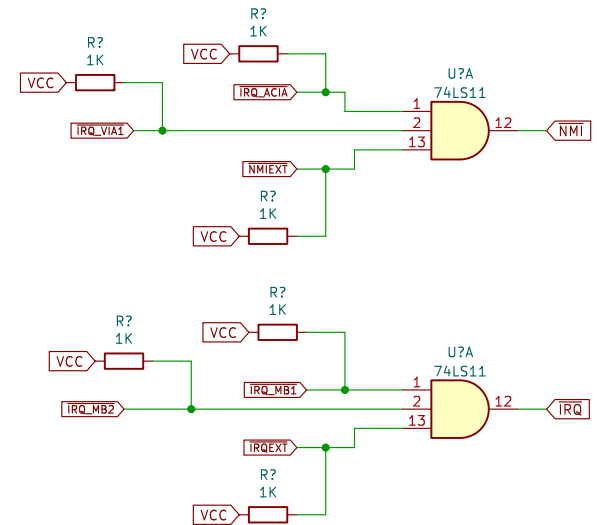 R?
1K
VCC
R?
1K
VCC
IRQ_ACIA
IRQ_VIA1
NMIEXT
R?
1K
VCC
U?A
74LS11
1
2
13
12
NMI
R?
1K
VCC
R?
1K
VCC
IRQ_MB1
IRQ_MB2
IRQEXT
R?
1K
VCC
U?A
74LS11
1
2
13
12
IRQ